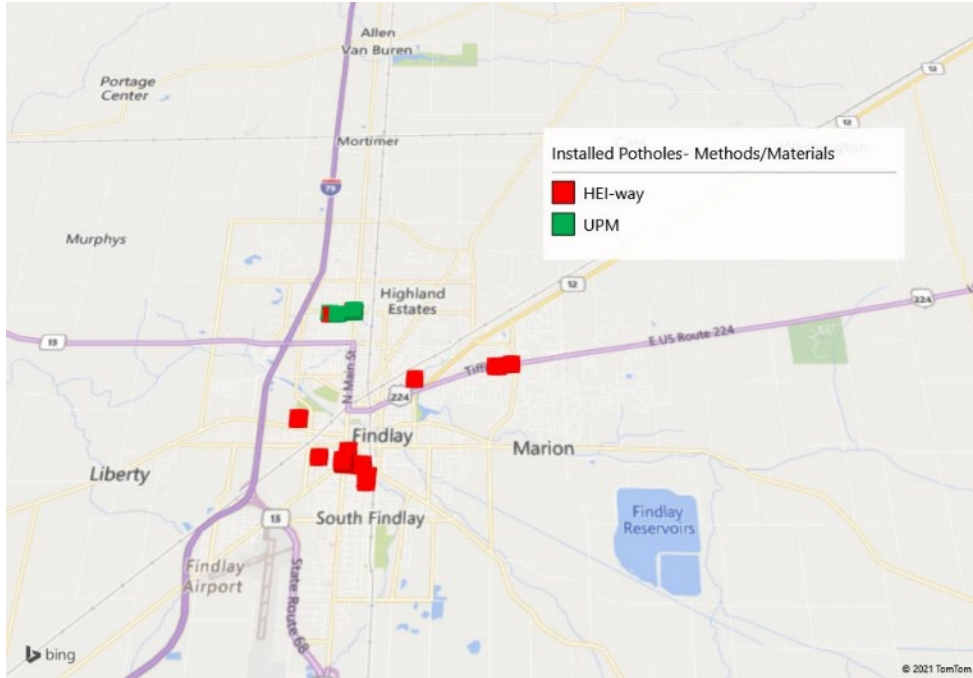 Allen
Van Buren
Portage
Center
12
12
Mortimer
75
Installed Potholes- Methods/Materials
HEI-way
UPM
Murphys
Highland
Estates
12
224
15
E US Route 224
N Main St
Tiffi
224
Findlay
Marion
Liberty
15
South Findlay
Findlay
Reservoirs
Findlay
Airport
State Route 68
bing
© 2021 TomTom